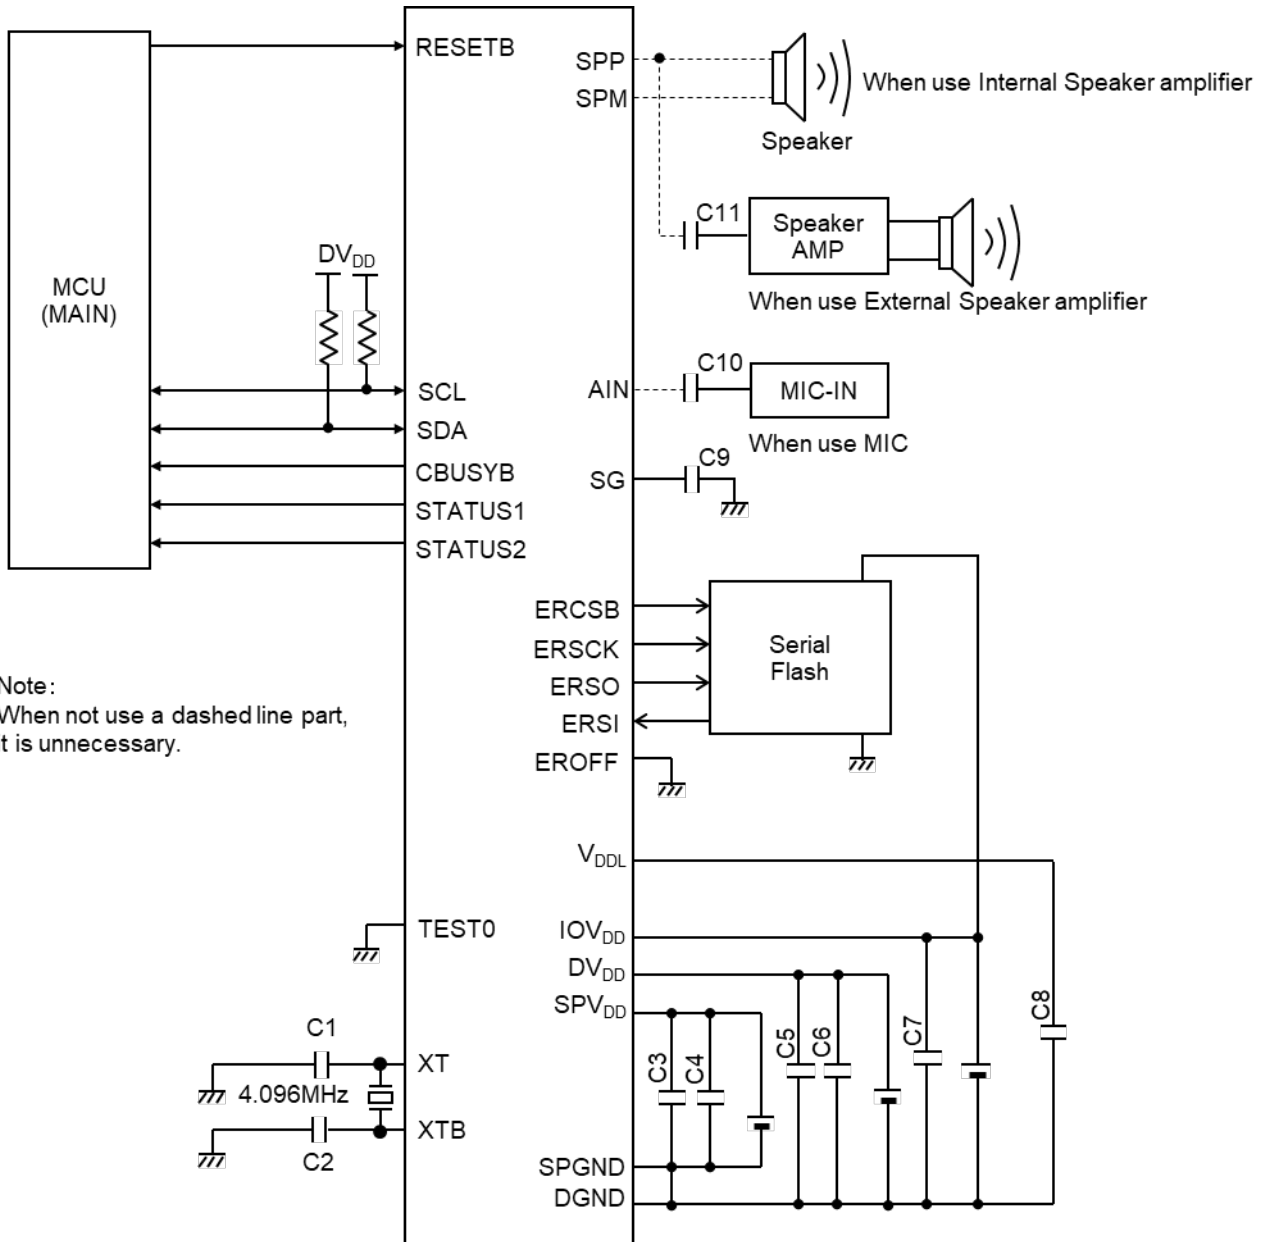 MCU
(MAIN)
RESETB
DVDD
SCL
SDA
CBUSYB
STATUS1
STATUS2
Note:
When not use a dashed line part,
it is unnecessary.
TEST0
C1
XT
4.096MHz
XTB
C2
SPP
SPM
Speaker
When use Internal Speaker amplifier
C11
Speaker
AMP
When use External Speaker amplifier
AIN
C10
MIC-IN
When use MIC
SG
C9
ERCSB
ERSCK
ERSO
ERSI
EROFF
Serial
Flash
VDDL
IOVDD
DVDD
SPVDD
C3
C4
C5
C6
C7
C8
SPGND
DGND